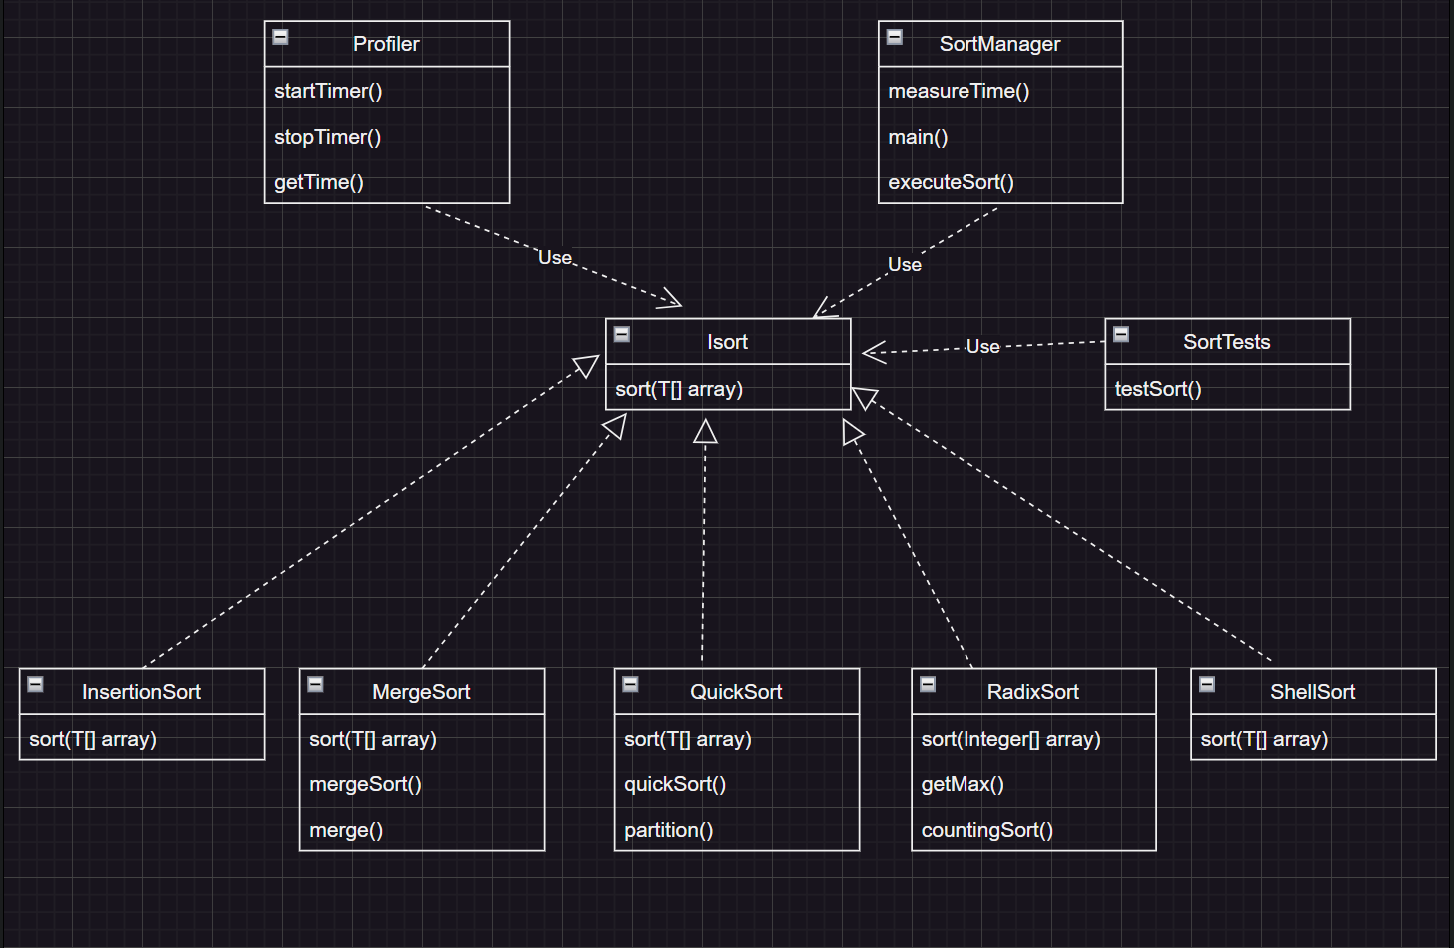 Profiler
startTimer()
stopTimer()
getTime()
SortManager
measureTime()
main()
executeSort()
Use
Use
Isort
sort(T[] array)
Use
SortTests
testSort()
InsertionSort
sort(T[] array)
MergeSort
sort(T[] array)
mergeSort()
merge()
QuickSort
sort(T[] array)
quickSort()
partition()
RadixSort
sort(Integer[] array)
getMax()
countingSort()
ShellSort
sort(T[] array)